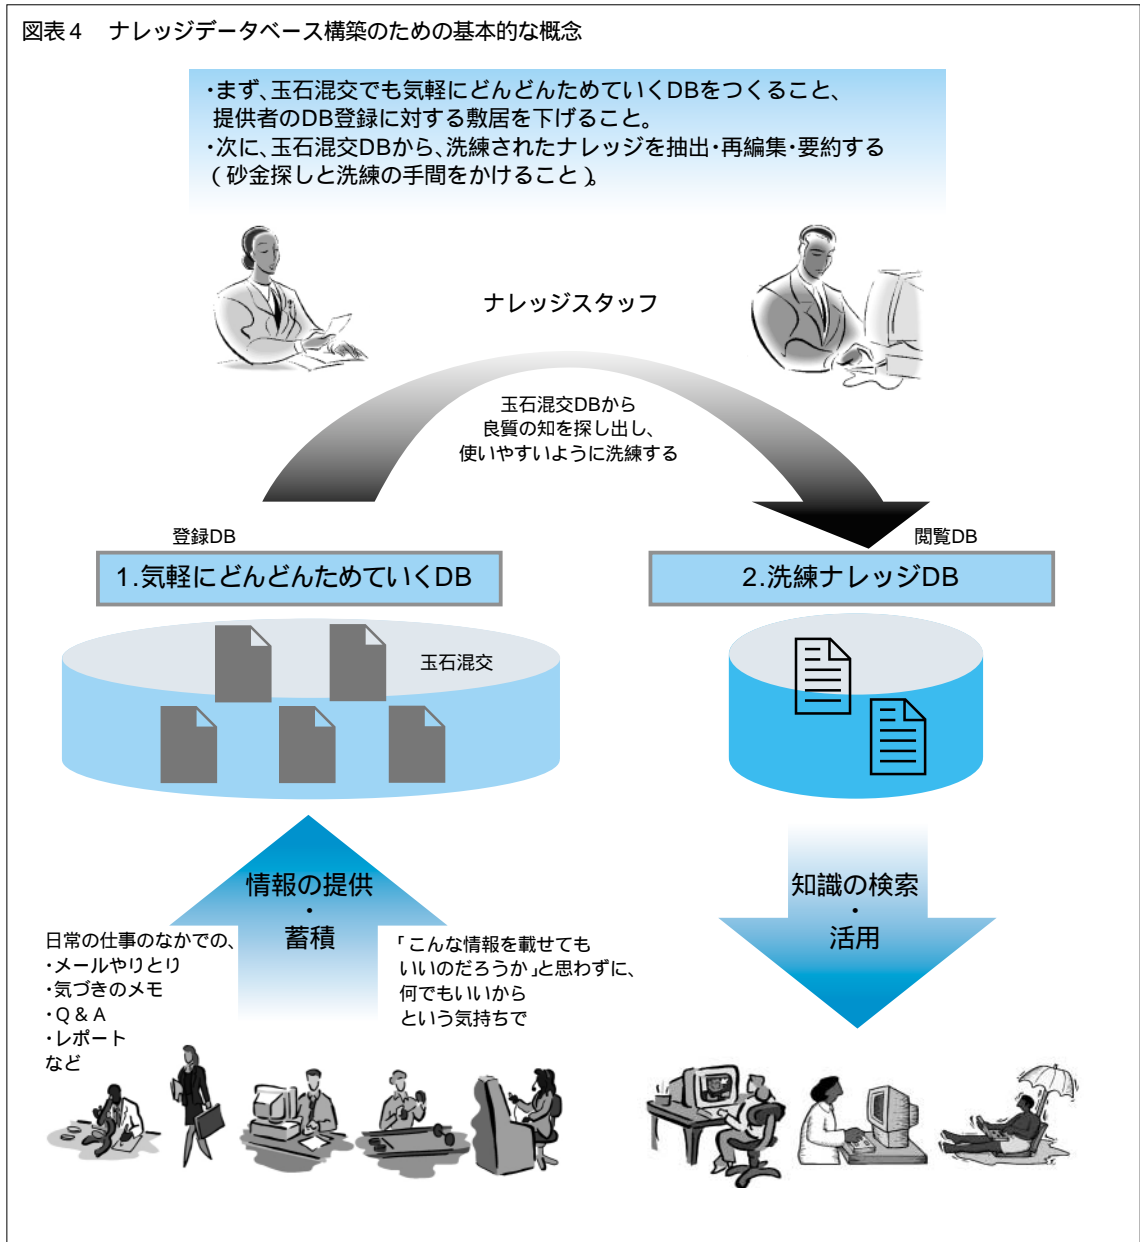 図表4 ナレッジデータベース構築のための基本的な概念
・まず、玉石混交でも気軽にどんどんためていくDBをつくること、
提供者のDB登録に対する敷居を下げること。
・次に、玉石混交DBから、洗練されたナレッジを抽出・再編集・要約する
(砂金探しと洗練の手間をかけること)。
ナレッジスタッフ
玉石混交DBから
良質の知を探し出し、
使いやすいように洗練する
登録DB
1.気軽にどんどんためていくDB
玉石混交
閲覧DB
2.洗練ナレッジDB
情報の提供
・
蓄積
日常の仕事のなかでの、
・メールやりとり
・気づきのメモ
・Q & A
・レポート
など
「こんな情報を載せても
いいのだろうか」と思わずに、
何でもいいから
という気持ちで
知識の検索
・
活用